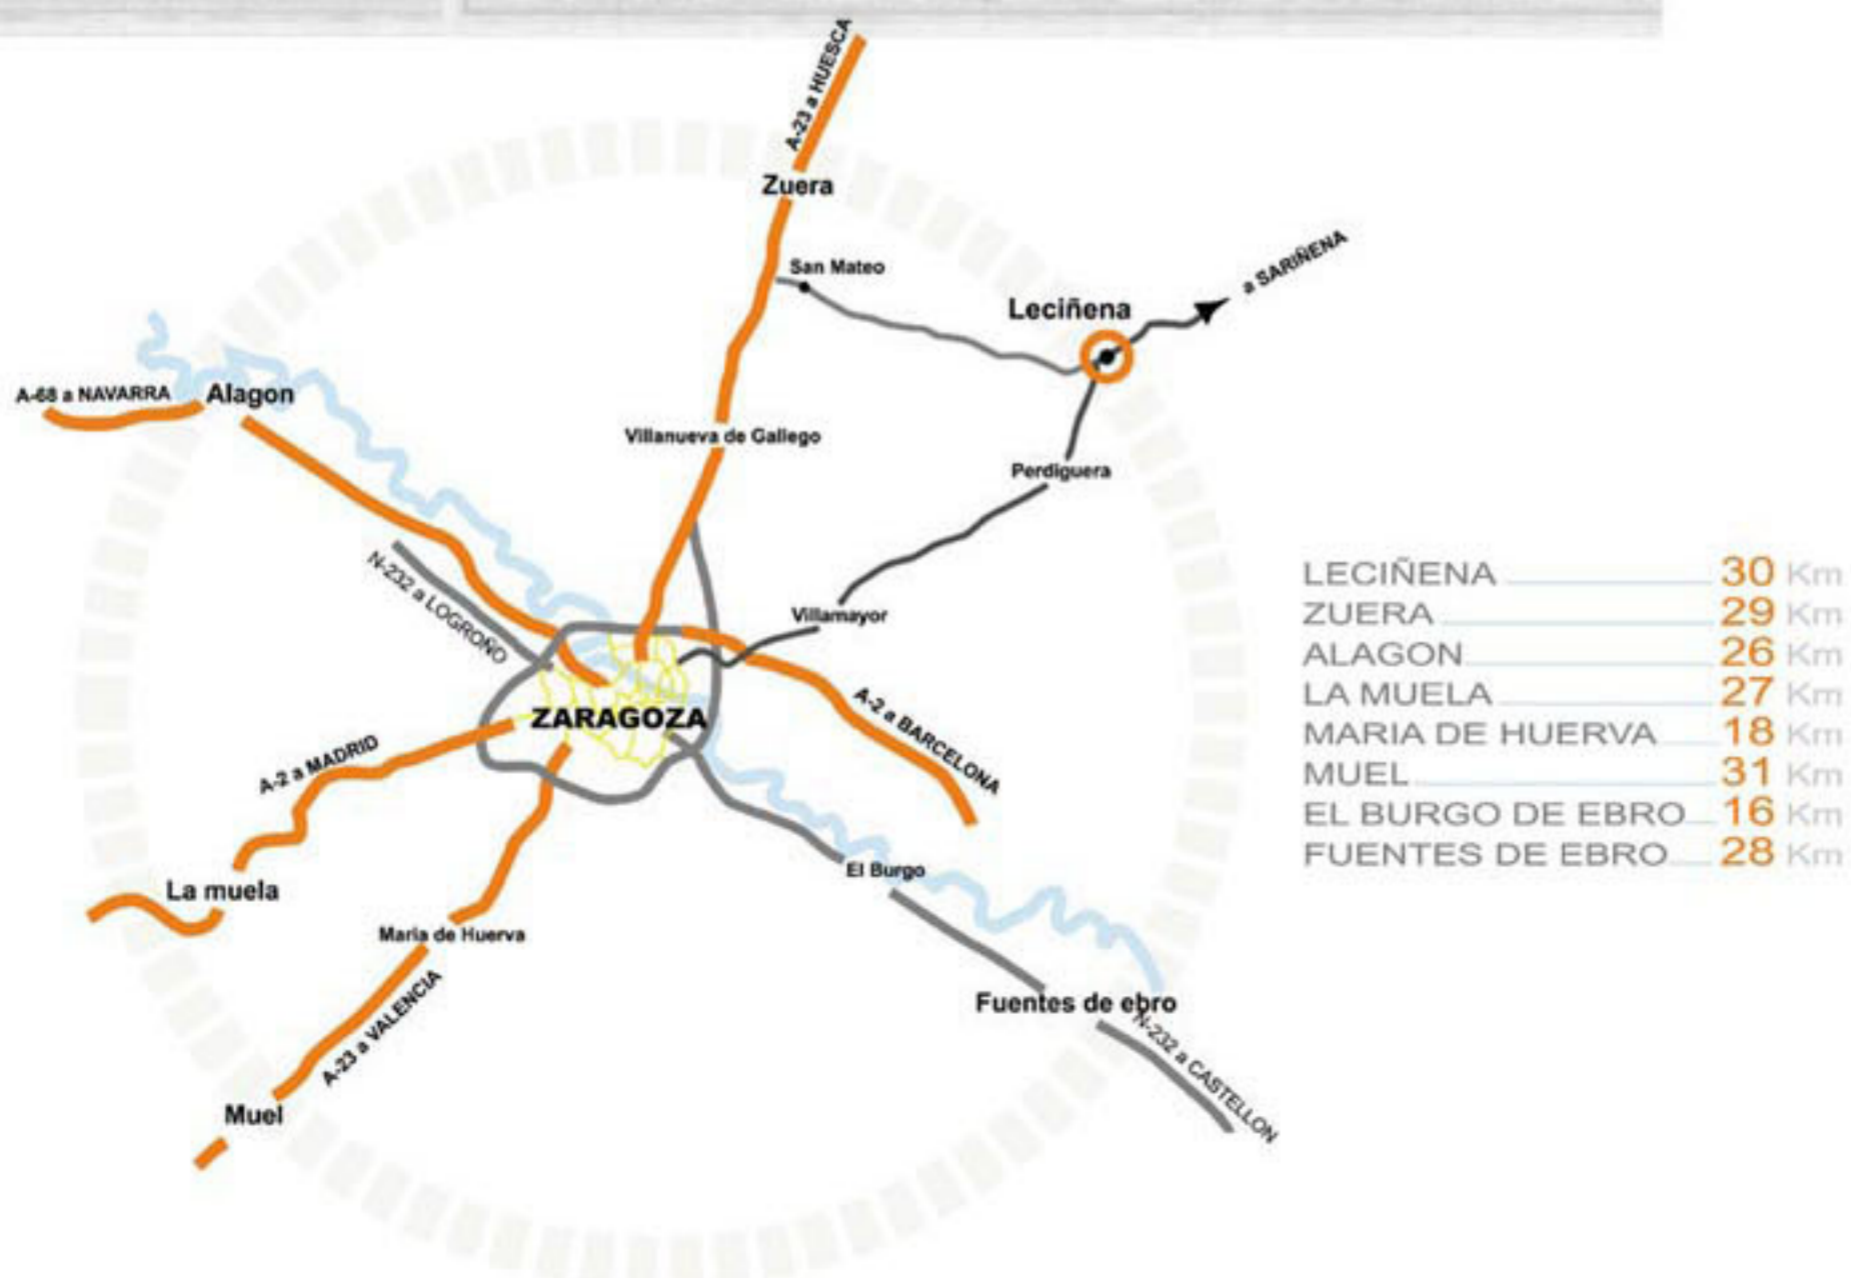 A-23 a HUESCA
Zuera
San Mateo
a SARIÑENA
Leciñena
A-68 a NAVARRA
Alagon
Villanueva de Gallego
Perdiguera
N-232 a LOGROÑO
Villamayor
ZARAGOZA
A-2 a BARCELONA
A-2 a MADRID
La muela
El Burgo
Maria de Huerva
A-23 a VALENCIA
Fuentes de ebro
N-232 a CASTELLON
Muel
LECIÑENA 30 Km
ZUERA 29 Km
ALAGON 26 Km
LA MUELA 27 Km
MARIA DE HUERVA 18 Km
MUEL 31 Km
EL BURGO DE EBRO 16 Km
FUENTES DE EBRO 28 Km